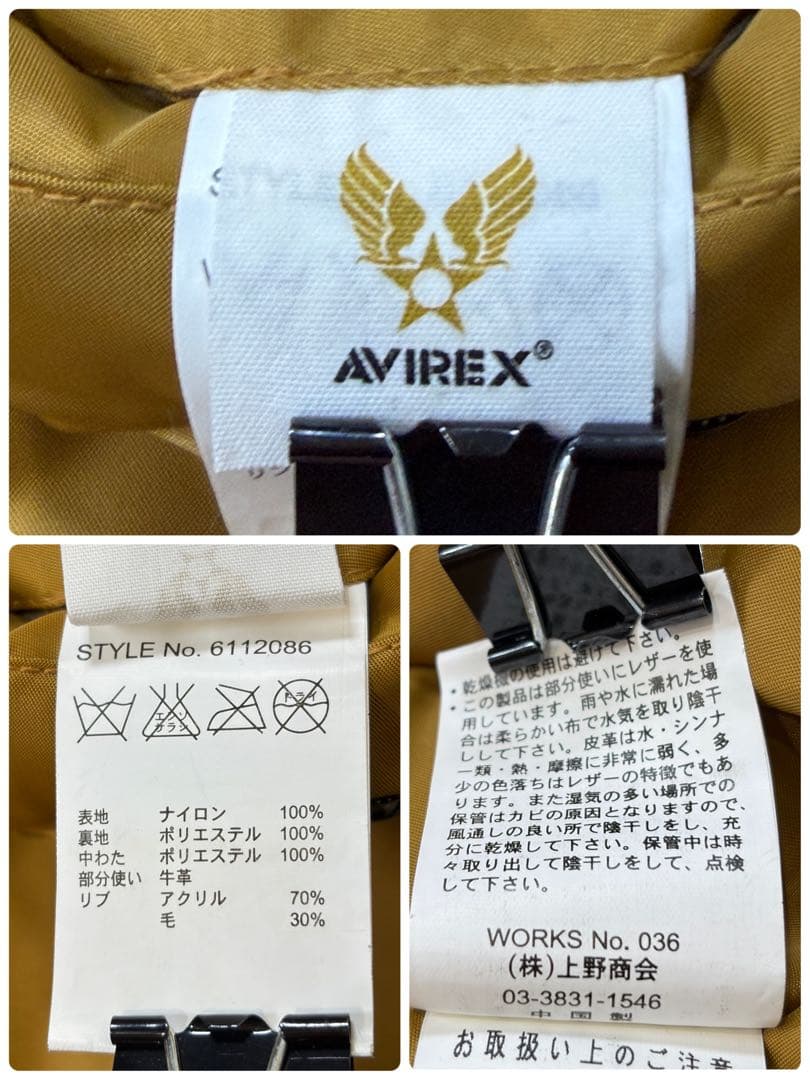 AVIREX®
STYLE No. 6112086
エンソ
サラシ
ドライ
表地 ナイロン 100%
裏地 ポリエステル 100%
中わた ポリエステル 100%
部分使い 牛革
リブ アクリル 70%
毛 30%
・乾燥機の使用は避けて下さい。
・この製品は部分使いにレザーを使
用しています。雨や水に濡れた場
合は柔らかい布で水気を取り陰干
しして下さい。皮革は水・シンナ
ー類・熱・摩擦に非常に弱く、多
少の色落ちはレザーの特徴でもあ
ります。また湿気の多い場所での
保管はカビの原因となりますので、
風通しの良い所で陰干しをし、充
分に乾燥して下さい。保管中は時
々取り出して陰干しをして、点検
して下さい。
WORKS No. 036
(株)上野商会
03-3831-1546
中国製
お取扱い上のご注意